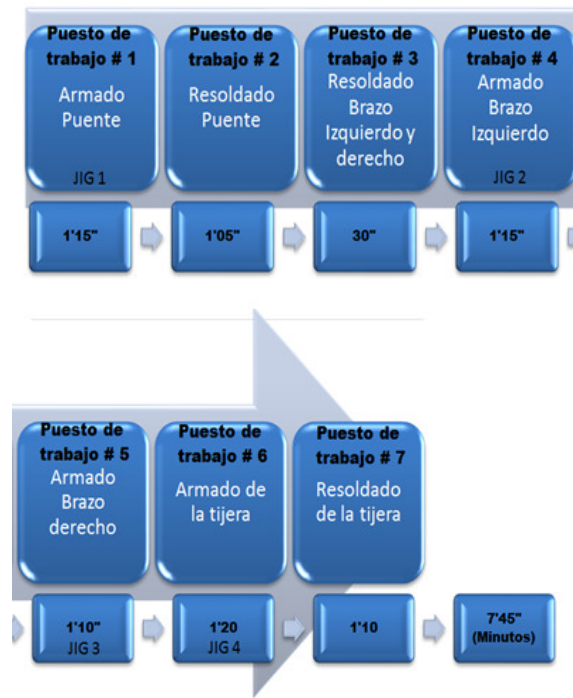 Puesto de
trabajo # 1
Armado
Puente
JIG 1
Puesto de
trabajo # 2
Resoldado
Puente
Puesto de
trabajo # 3
Resoldado
Brazo
Izquierdo y
derecho
Puesto de
trabajo # 4
Armado
Brazo
Izquierdo
JIG 2
1'15"
1'05"
30"
1'15"
Puesto de
trabajo # 5
Armado
Brazo
derecho
Puesto de
trabajo # 6
Armado de
la tijera
Puesto de
trabajo # 7
Resoldado
de la tijera
1'10"
JIG 3
1'20
JIG 4
1'10
7'45"
(Minutos)